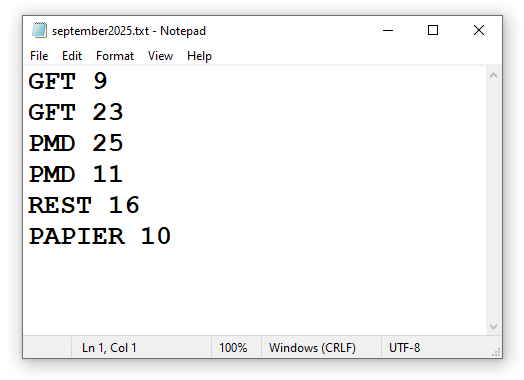 september2025.txt - Notepad
File Edit Format View Help
GFT 9
GFT 23
PMD 25
PMD 11
REST 16
PAPIER 10
Ln 1, Col 1 100% Windows (CRLF) UTF-8